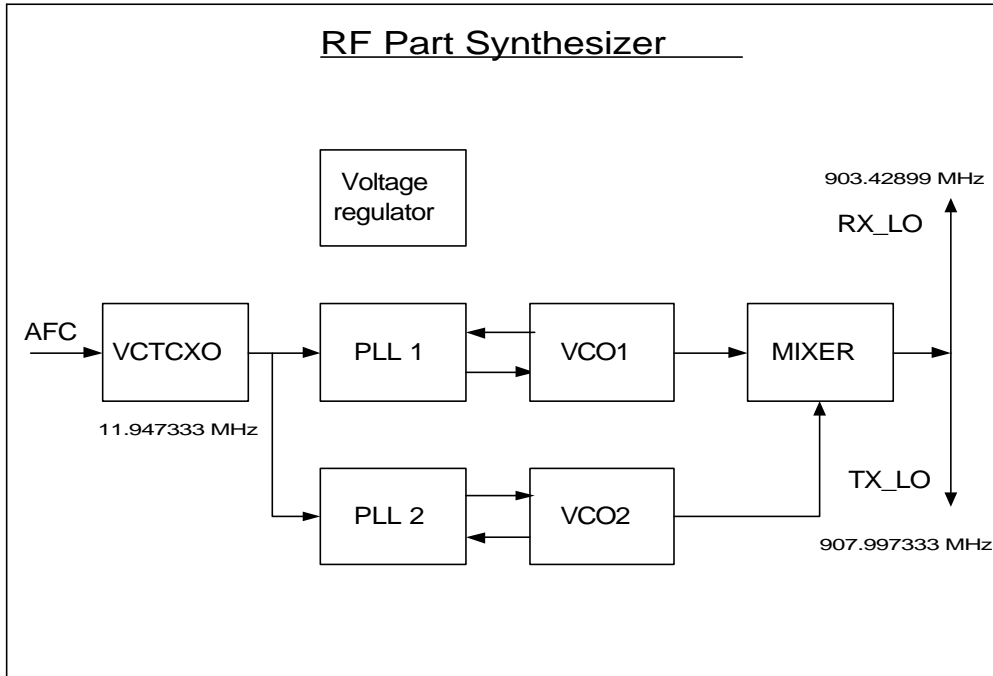 RF Part Synthesizer
Voltage
regulator
903.42899 MHz
RX_LO
AFC
VCTCXO
PLL 1
VCO1
MIXER
11.947333 MHz
TX_LO
PLL 2
VCO2
907.997333 MHz